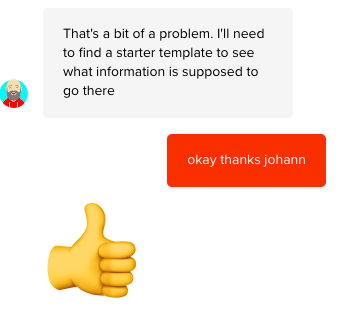 That's a bit of a problem. I'll need
to find a starter template to see
what information is supposed to
go there
okay thanks johann